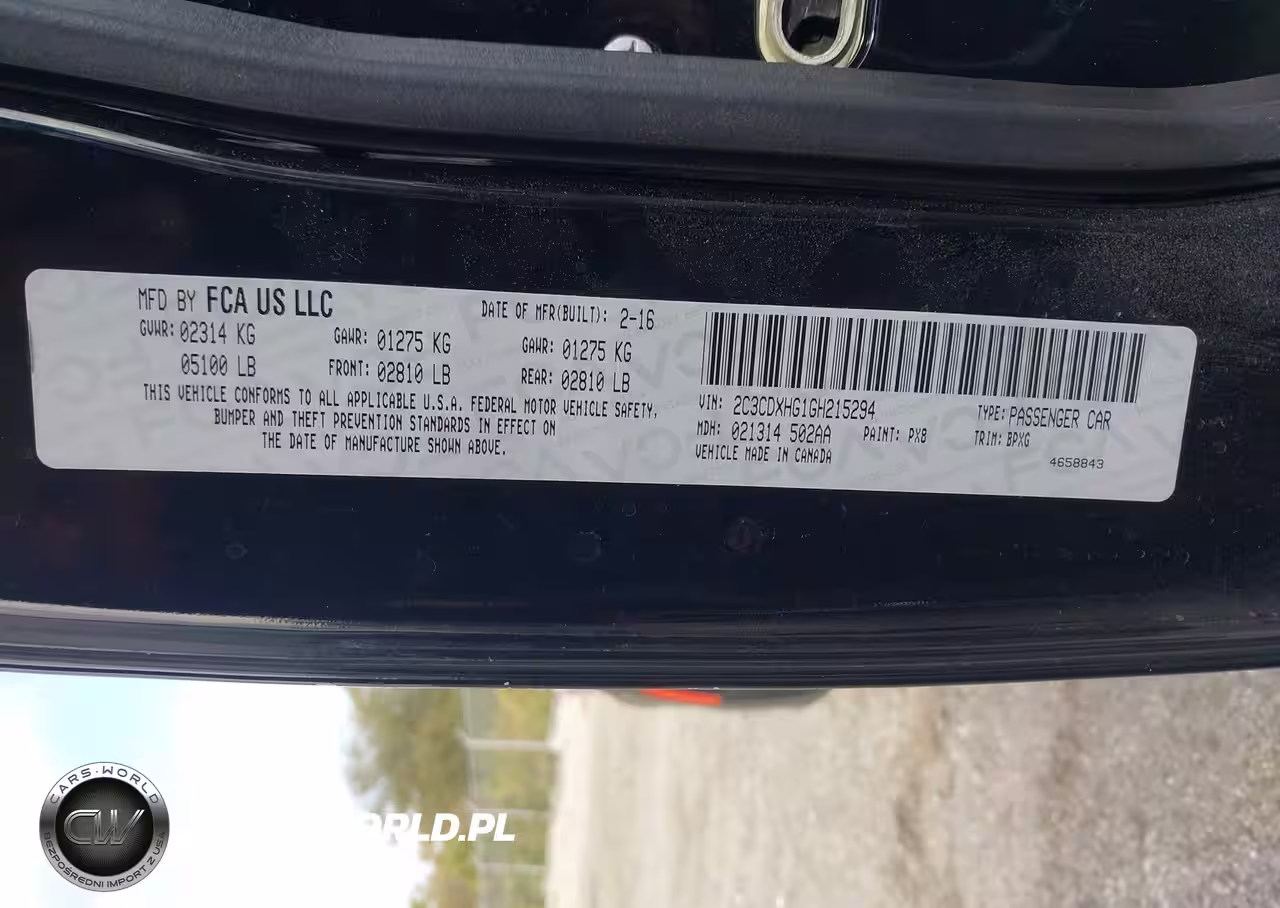 MFD BY FCA US LLC
DATE OF MFR(BUILT): 2-16
GVWR: 02314 KG
GAWR: 01275 KG
GAWR: 01275 KG
05100 LB
FRONT: 02810 LB
REAR: 02810 LB
THIS VEHICLE CONFORMS TO ALL APPLICABLE U.S.A. FEDERAL MOTOR VEHICLE SAFETY,
BUMPER AND THEFT PREVENTION STANDARDS IN EFFECT ON
THE DATE OF MANUFACTURE SHOWN ABOVE.
VIN: 2C3CDXHG1GH215294
TYPE: PASSENGER CAR
MDH: 021314 502AA
PAINT: PX8
TRIM: BPXG
VEHICLE MADE IN CANADA
4658843
CARS-WORLD
CW
BEZPOŚREDNI IMPORT Z USA
ORLD.PL